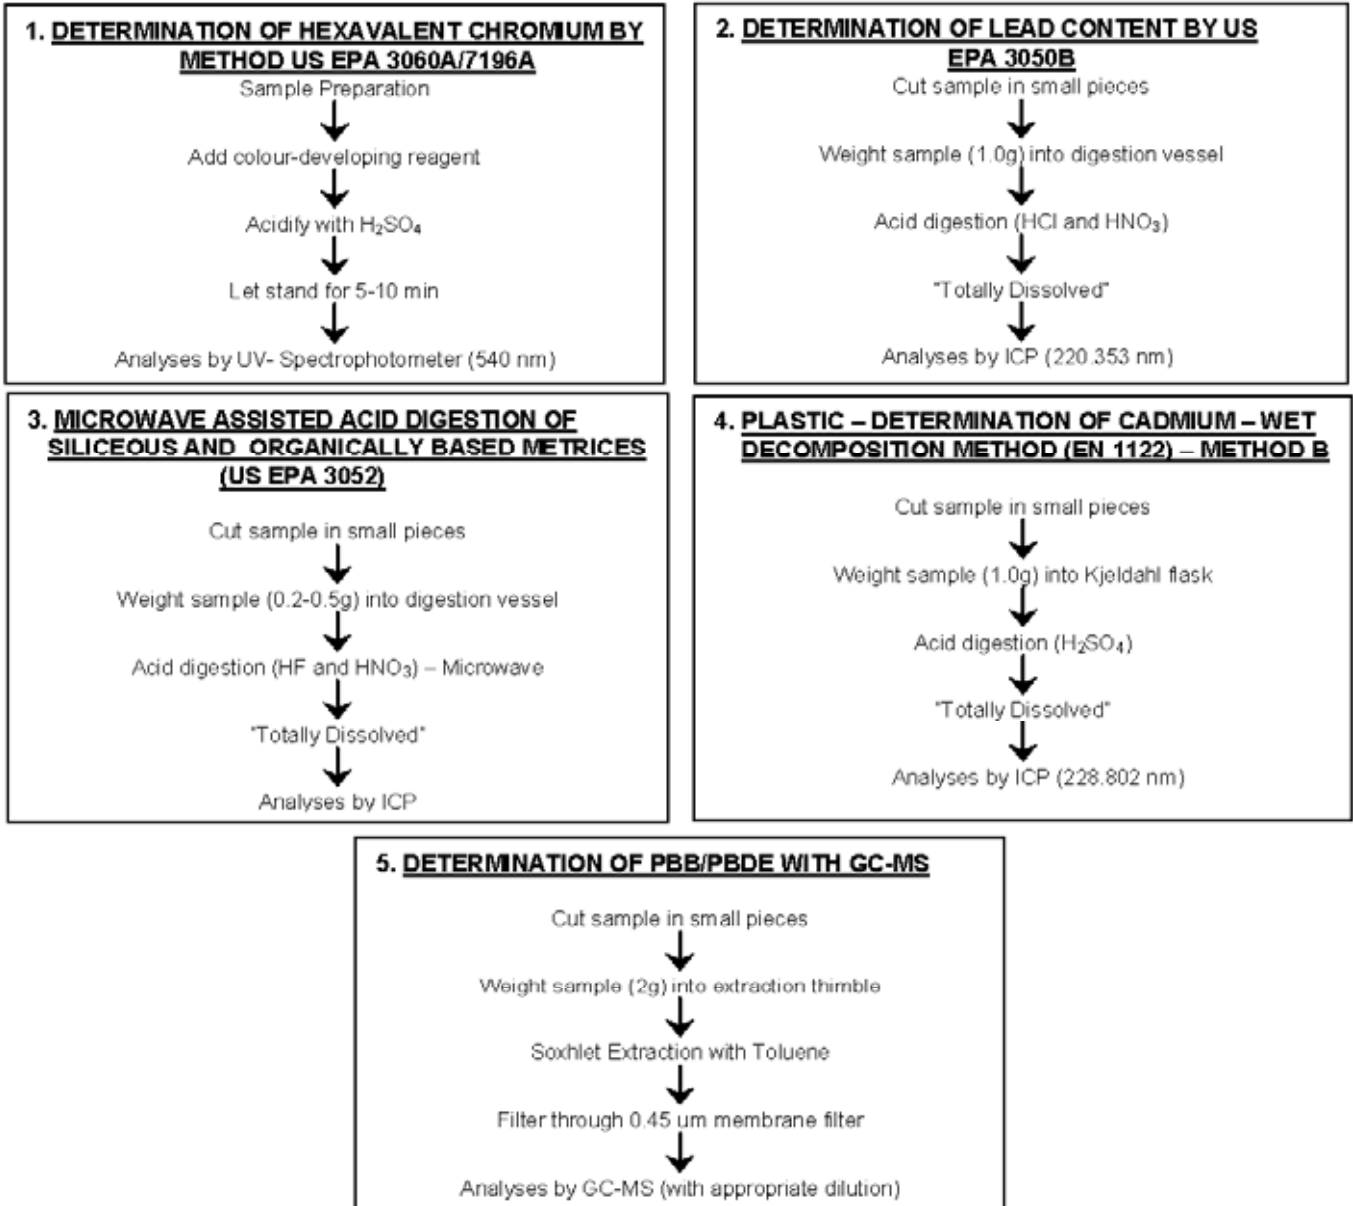 1. DETERMINATION OF HEXAVALENT CHROMIUM BY
METHOD US EPA 3060A/7196A
Sample Preparation
Add colour-developing reagent
Acidify with H₂SO₄
Let stand for 5-10 min
Analyses by UV- Spectrophotometer (540 nm)
2. DETERMINATION OF LEAD CONTENT BY US
EPA 3050B
Cut sample in small pieces
Weight sample (1.0g) into digestion vessel
Acid digestion (HCl and HNO₃)
"Totally Dissolved"
Analyses by ICP (220.353 nm)
3. MICROWAVE ASSISTED ACID DIGESTION OF
SILICEOUS AND ORGANICALLY BASED METRICES
(US EPA 3052)
Cut sample in small pieces
Weight sample (0.2-0.5g) into digestion vessel
Acid digestion (HF and HNO₃) – Microwave
"Totally Dissolved"
Analyses by ICP
4. PLASTIC – DETERMINATION OF CADMIUM – WET
DECOMPOSITION METHOD (EN 1122) – METHOD B
Cut sample in small pieces
Weight sample (1.0g) into Kjeldahl flask
Acid digestion (H₂SO₄)
"Totally Dissolved"
Analyses by ICP (228.802 nm)
5. DETERMINATION OF PBB/PBDE WITH GC-MS
Cut sample in small pieces
Weight sample (2g) into extraction thimble
Soxhlet Extraction with Toluene
Filter through 0.45 um membrane filter
Analyses by GC-MS (with appropriate dilution)